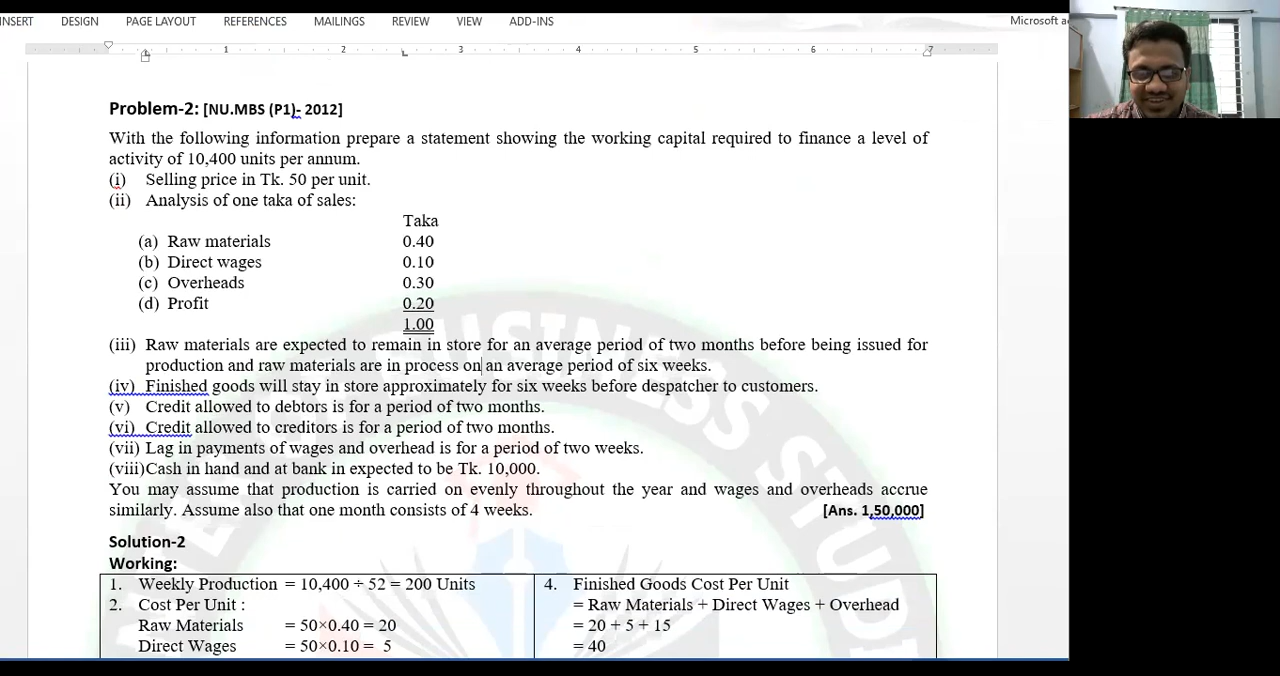 INSERT DESIGN PAGE LAYOUT REFERENCES MAILINGS REVIEW VIEW ADD-INS Microsoft
1 2 3 4 5 6 7
Problem-2: [NU.MBS (P1)- 2012]
With the following information prepare a statement showing the working capital required to finance a level of
activity of 10,400 units per annum.
(i) Selling price in Tk. 50 per unit.
(ii) Analysis of one taka of sales:
Taka
(a) Raw materials 0.40
(b) Direct wages 0.10
(c) Overheads 0.30
(d) Profit 0.20
1.00
(iii) Raw materials are expected to remain in store for an average period of two months before being issued for
production and raw materials are in process on an average period of six weeks.
(iv) Finished goods will stay in store approximately for six weeks before despatcher to customers.
(v) Credit allowed to debtors is for a period of two months.
(vi) Credit allowed to creditors is for a period of two months.
(vii) Lag in payments of wages and overhead is for a period of two weeks.
(viii)Cash in hand and at bank in expected to be Tk. 10,000.
You may assume that production is carried on evenly throughout the year and wages and overheads accrue
similarly. Assume also that one month consists of 4 weeks. [Ans. 1,50,000]
Solution-2
Working:
1. Weekly Production = 10,400 ÷ 52 = 200 Units
2. Cost Per Unit :
Raw Materials = 50×0.40 = 20
Direct Wages = 50×0.10 = 5
4. Finished Goods Cost Per Unit
= Raw Materials + Direct Wages + Overhead
= 20 + 5 + 15
= 40